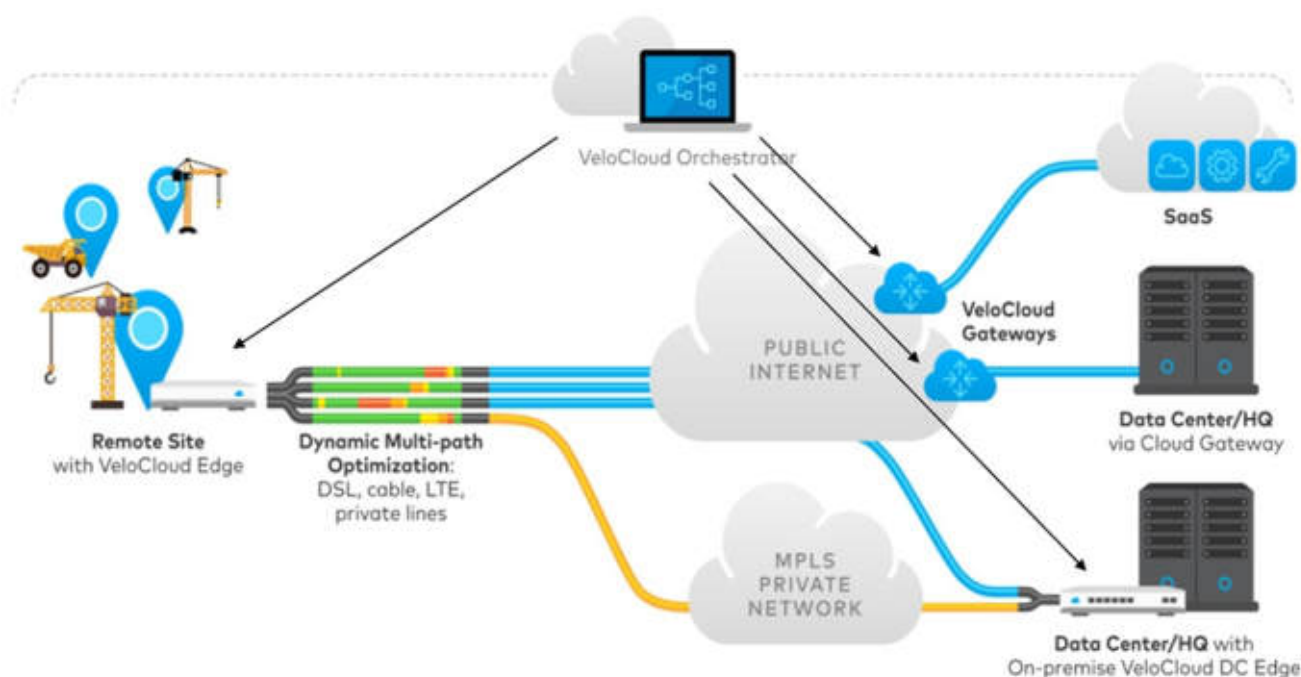 VeloCloud Orchestrator
SaaS
VeloCloud
Gateways
PUBLIC
INTERNET
Data Center/HQ
via Cloud Gateway
Remote Site
with VeloCloud Edge
Dynamic Multi-path
Optimization:
DSL, cable, LTE,
private lines
MPLS
PRIVATE
NETWORK
Data Center/HQ with
On-premise VeloCloud DC Edge